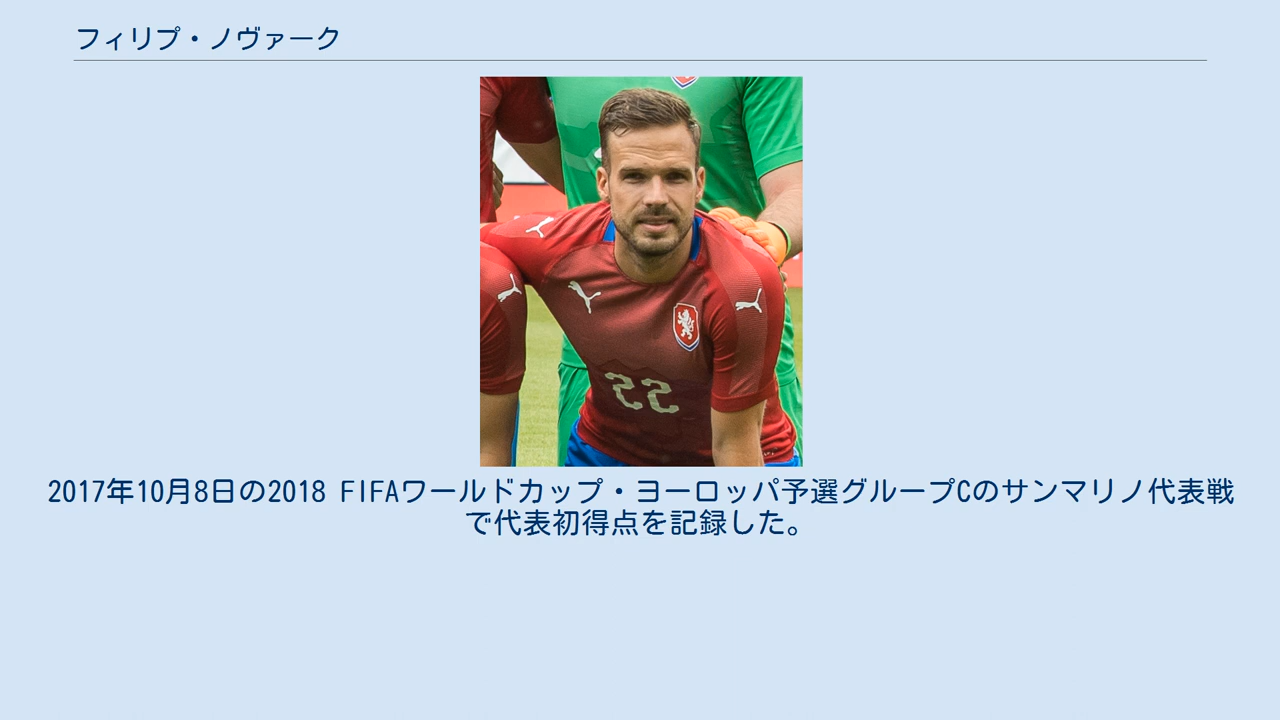 フィリプ・ノヴァーク
22
2017年10月8日の2018 FIFAワールドカップ・ヨーロッパ予選グループCのサンマリノ代表戦
で代表初得点を記録した。